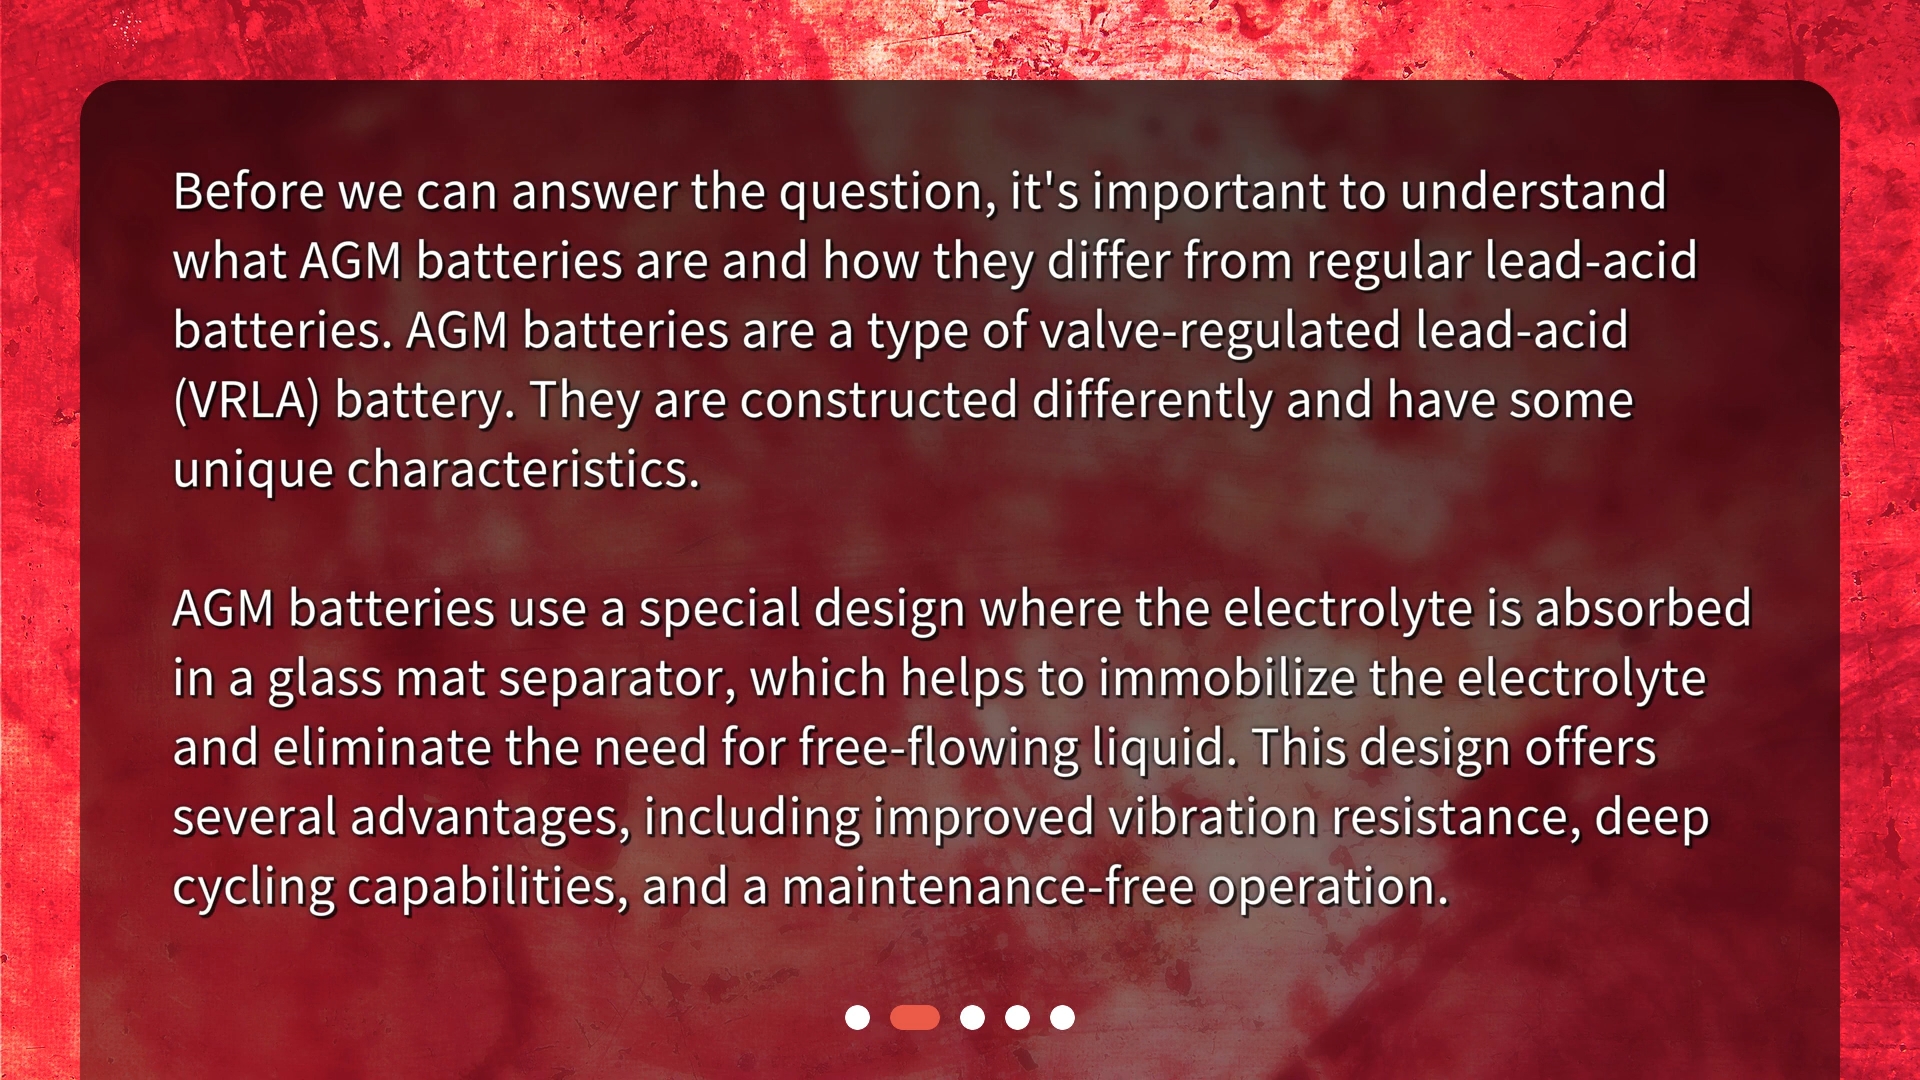 Before we can answer the question, it's important to understand
what AGM batteries are and how they differ from regular lead-acid
batteries. AGM batteries are a type of valve-regulated lead-acid
(VRLA) battery. They are constructed differently and have some
unique characteristics.
AGM batteries use a special design where the electrolyte is absorbed
in a glass mat separator, which helps to immobilize the electrolyte
and eliminate the need for free-flowing liquid. This design offers
several advantages, including improved vibration resistance, deep
cycling capabilities, and a maintenance-free operation.